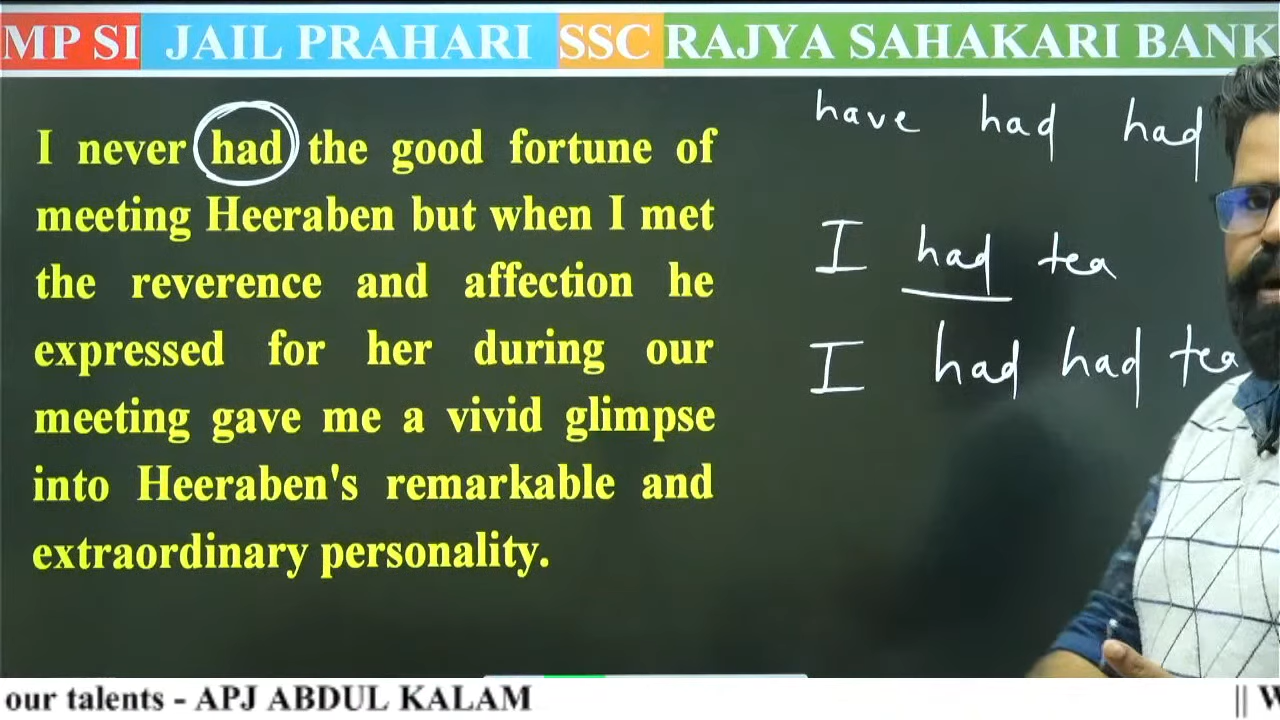 MP SI JAIL PRAHARI SSC RAJYA SAHAKARI BANK
I never had the good fortune of
meeting Heeraben but when I met
the reverence and affection he
expressed for her during our
meeting gave me a vivid glimpse
into Heeraben's remarkable and
extraordinary personality.
have had had
I had tea
I had had tea
our talents - APJ ABDUL KALAM || W